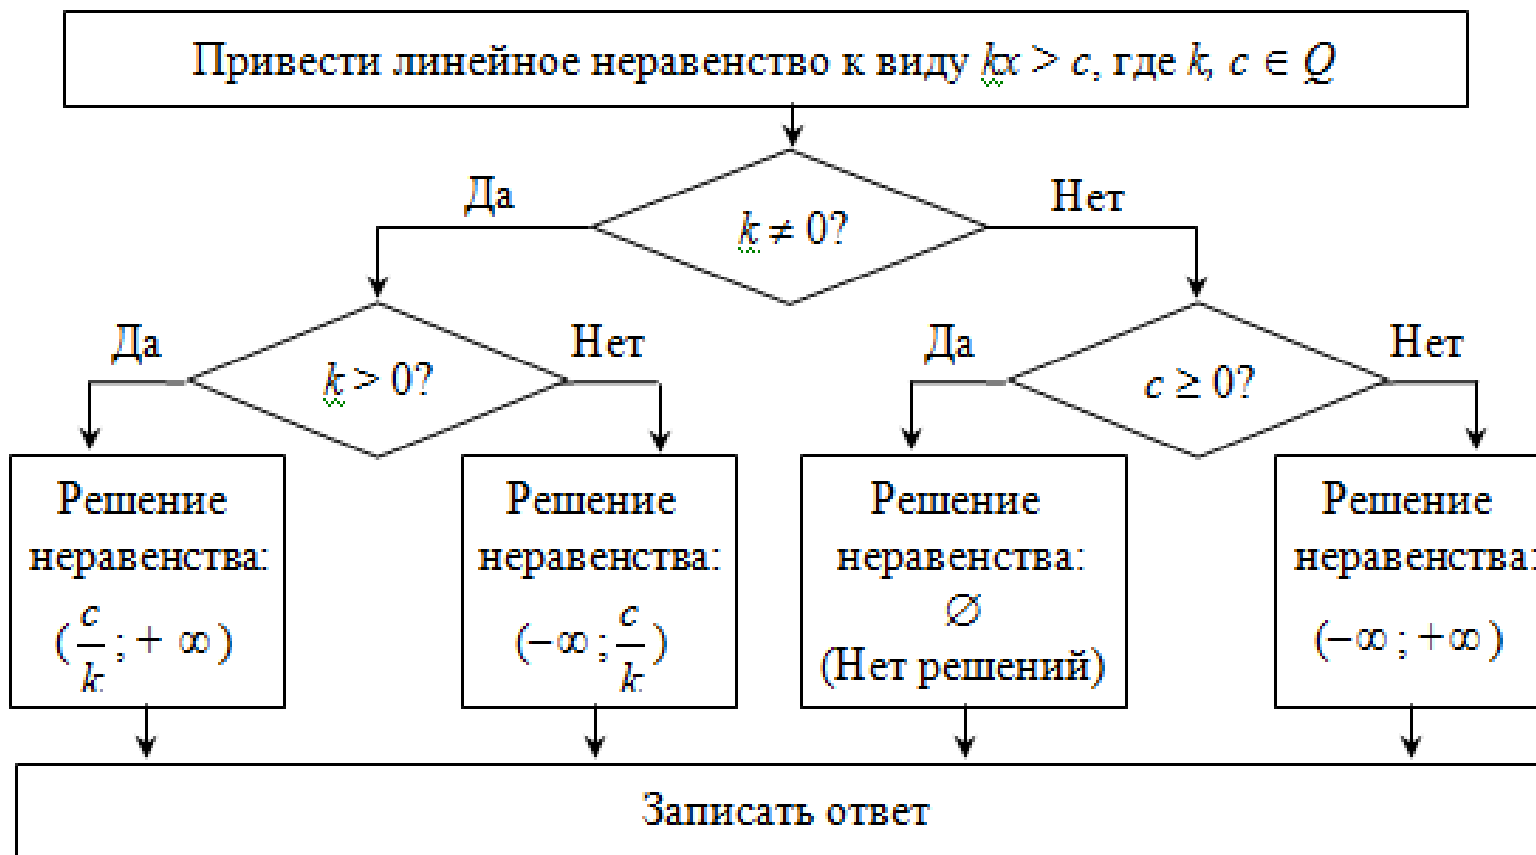 Привести линейное неравенство к виду kx > c, где k, c ∈ Q
Да
Нет
k ≠ 0?
Да
Нет
k > 0?
Да
Нет
c ≥ 0?
Решение
неравенства:
(c/k; + ∞)
Решение
неравенства:
(−∞; c/k)
Решение
неравенства:
∅
(Нет решений)
Решение
неравенства:
(−∞; +∞)
Записать ответ